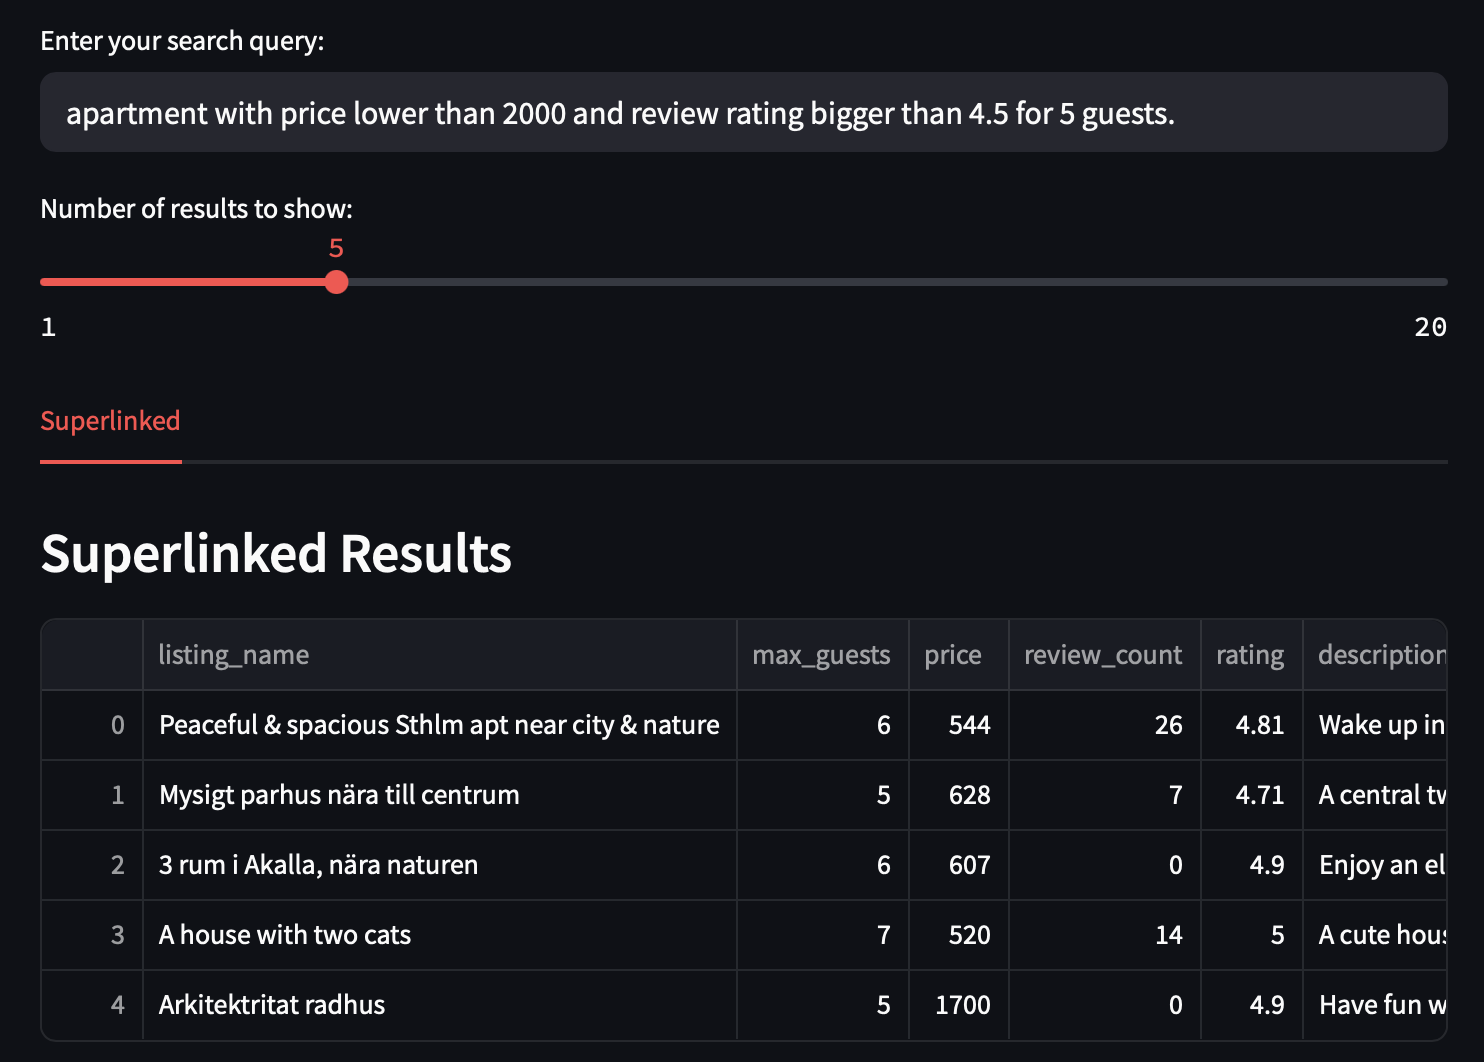 Enter your search query:
apartment with price lower than 2000 and review rating bigger than 4.5 for 5 guests.
Number of results to show:
5
1 20
Superlinked
Superlinked Results
listing_name max_guests price review_count rating description
0 Peaceful & spacious Sthlm apt near city & nature 6 544 26 4.81 Wake up in
1 Mysigt parhus nära till centrum 5 628 7 4.71 A central tw
2 3 rum i Akalla, nära naturen 6 607 0 4.9 Enjoy an el
3 A house with two cats 7 520 14 5 A cute hous
4 Arkitektritat radhus 5 1700 0 4.9 Have fun w